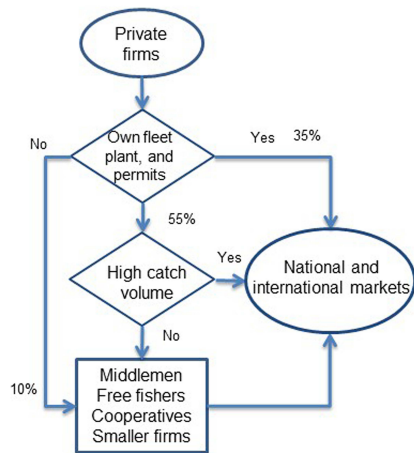 Private
firms
No
Own fleet
plant, and
permits
Yes 35%
55%
High catch
volume
Yes
National and
international markets
No
10%
Middlemen
Free fishers
Cooperatives
Smaller firms